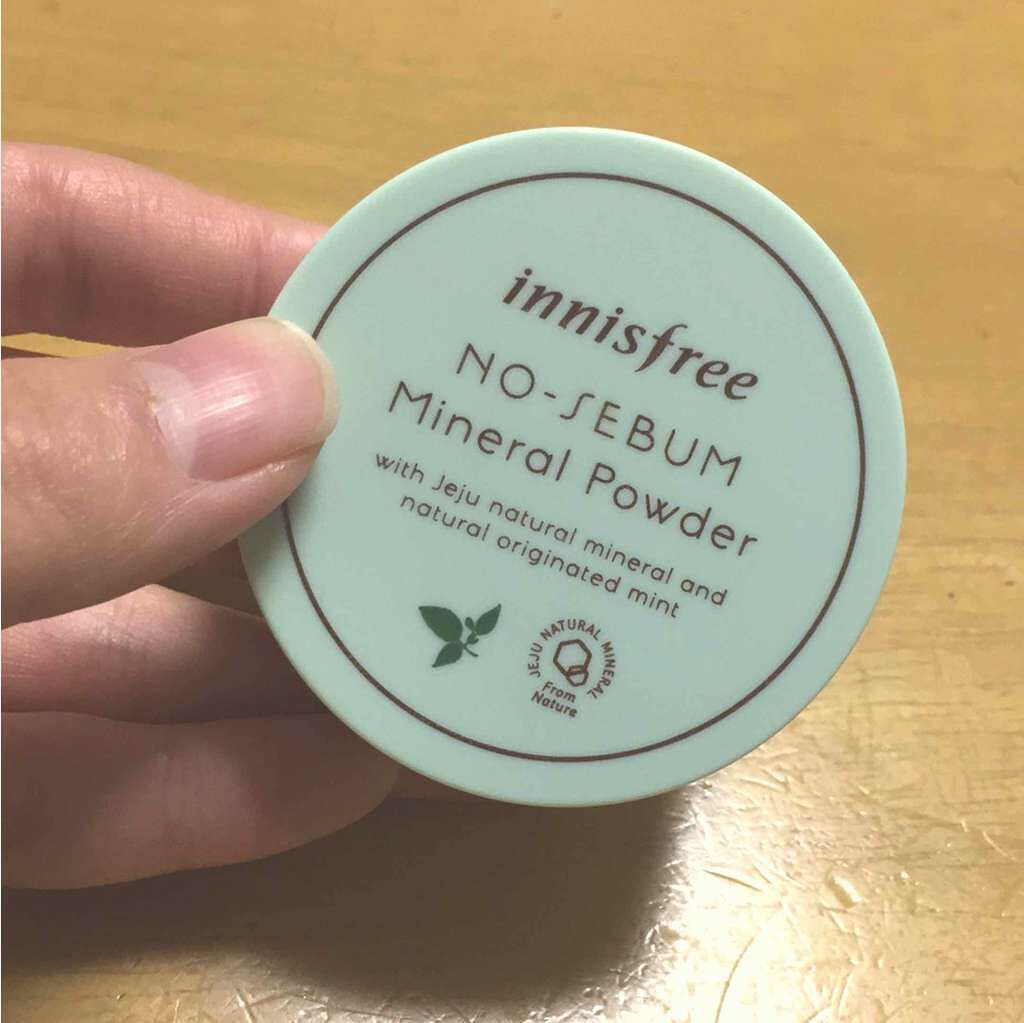 innisfree
NO-SEBUM
Mineral Powder
with Jeju natural mineral and
natural originated mint
JEJU NATURAL MINERAL
From
Nature